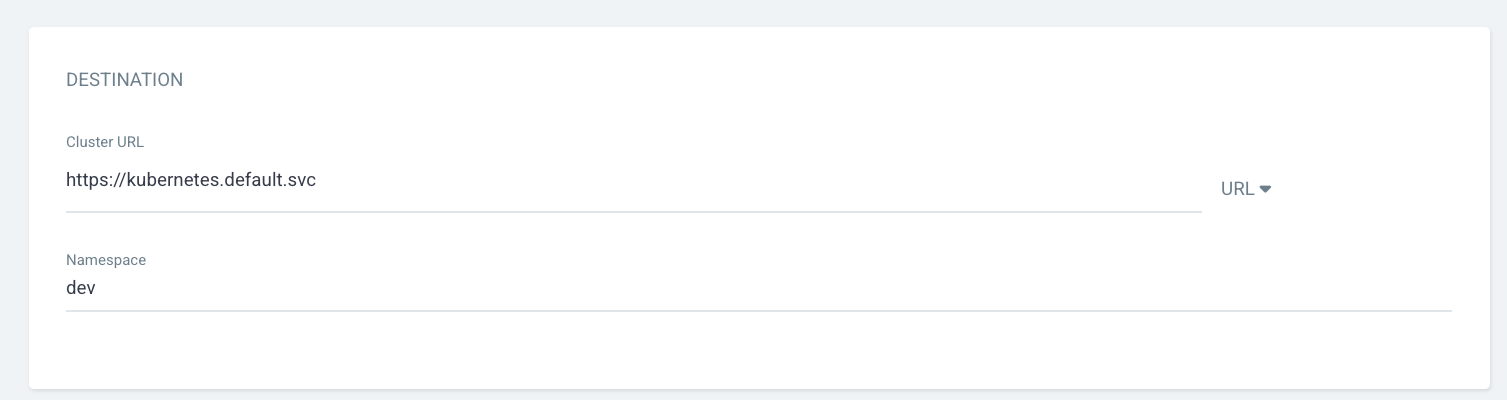 DESTINATION
Cluster URL
https://kubernetes.default.svc
URL
Namespace
dev